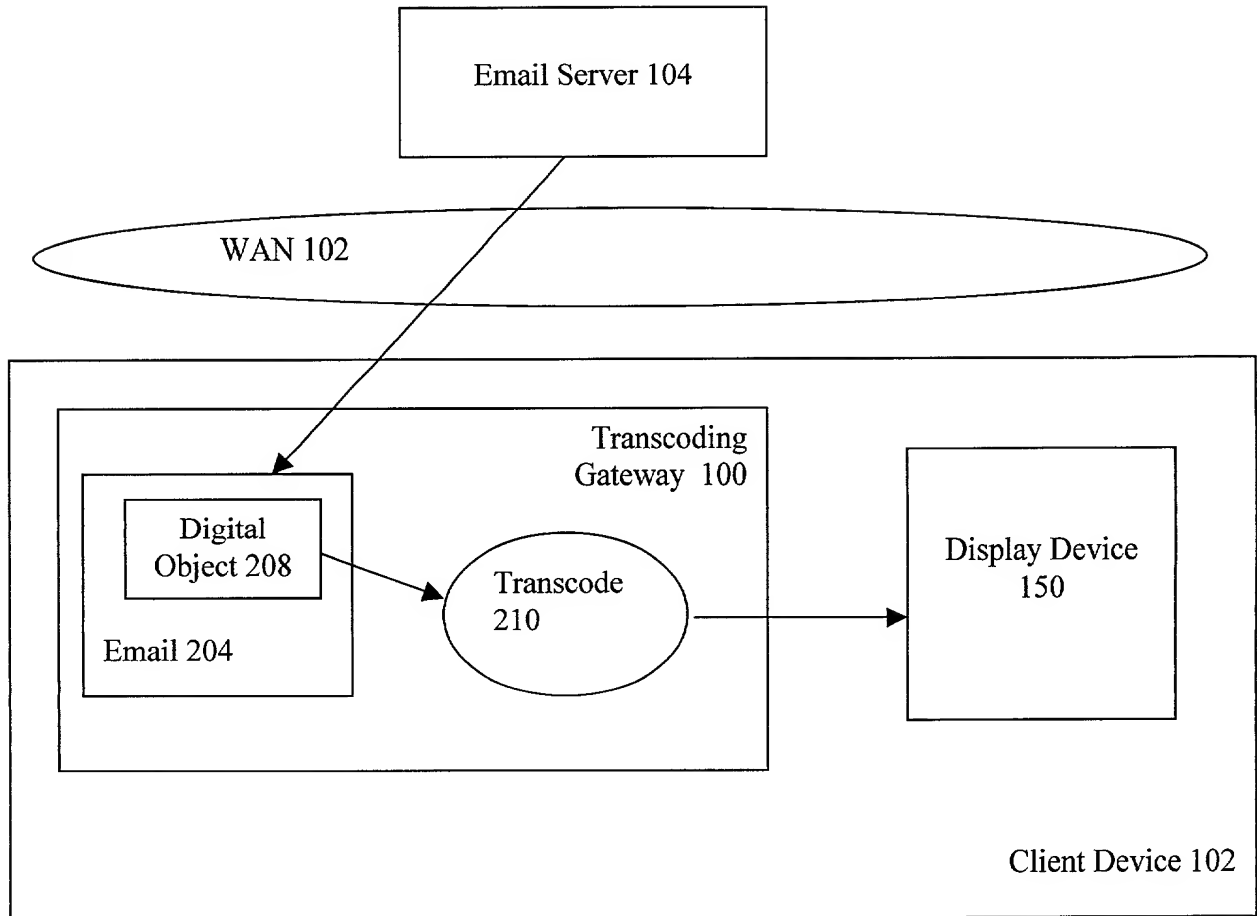 Email Server 104
WAN 102
Transcoding
Gateway 100
Digital
Object 208
Email 204
Transcode
210
Display Device
150
Client Device 102